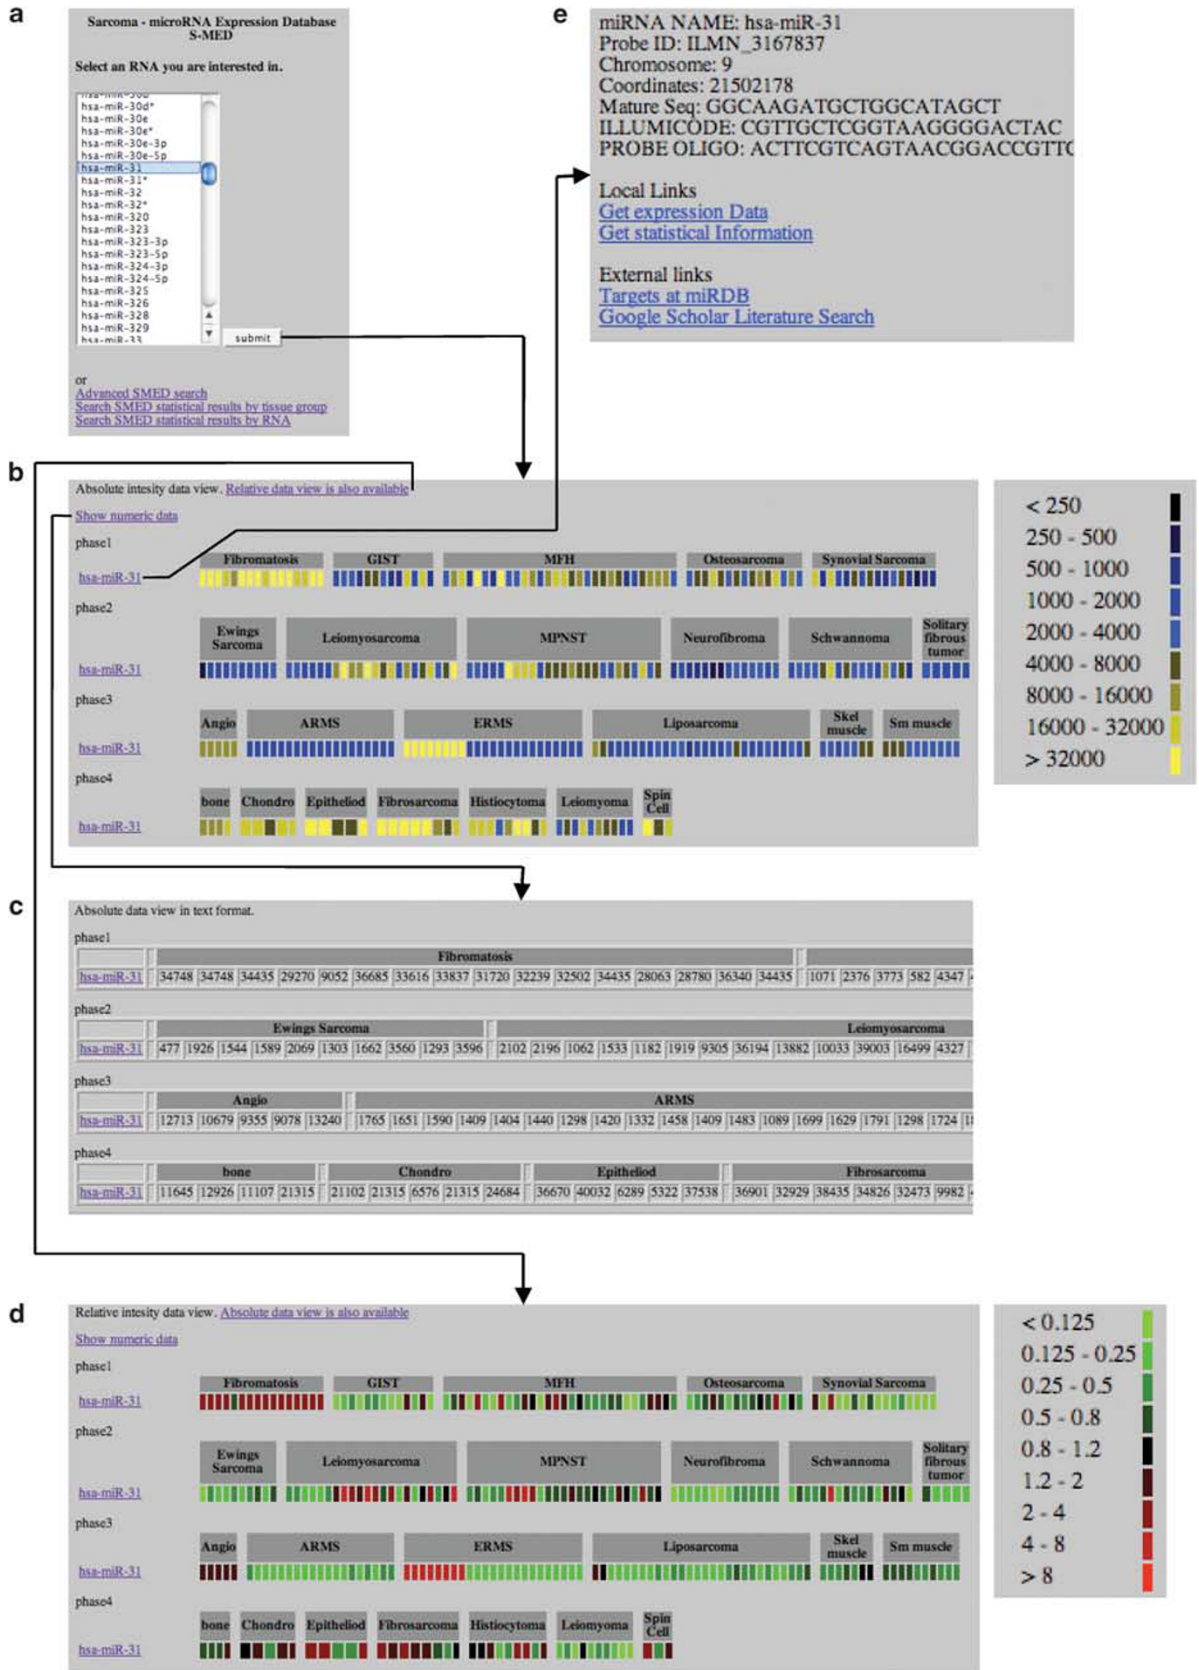 a
Sarcoma - microRNA Expression Database
S-MED
Select an RNA you are interested in.
hsa-miR-30d*
hsa-miR-30e
hsa-miR-30e*
hsa-miR-30e-3p
hsa-miR-30e-5p
hsa-miR-31
hsa-miR-31*
hsa-miR-32
hsa-miR-32*
hsa-miR-320
hsa-miR-323
hsa-miR-323-3p
hsa-miR-323-5p
hsa-miR-324-3p
hsa-miR-324-5p
hsa-miR-325
hsa-miR-326
hsa-miR-328
hsa-miR-329
hsa-miR-33
submit
or
Advanced SMED search
Search SMED statistical results by tissue group
Search SMED statistical results by RNA
e
miRNA NAME: hsa-miR-31
Probe ID: ILMN_3167837
Chromosome: 9
Coordinates: 21502178
Mature Seq: GGCAAGATGCTGGCATAGCT
ILLUMICODE: CGTTGCTCGGTAAGGGGACTAC
PROBE OLIGO: ACTTCGTCAGTAACGGACCGTTC
Local Links
Get expression Data
Get statistical Information
External links
Targets at miRDB
Google Scholar Literature Search
b
Absolute intesity data view. Relative data view is also available
Show numeric data
phase1
Fibromatosis GIST MFH Osteosarcoma Synovial Sarcoma
hsa-miR-31
phase2
Ewings Sarcoma Leiomyosarcoma MPNST Neurofibroma Schwannoma Solitary fibrous tumor
hsa-miR-31
phase3
Angio ARMS ERMS Liposarcoma Skel muscle Sm muscle
hsa-miR-31
phase4
bone Chondro Epitheliod Fibrosarcoma Histiocytoma Leiomyoma Spin Cell
hsa-miR-31
< 250
250 - 500
500 - 1000
1000 - 2000
2000 - 4000
4000 - 8000
8000 - 16000
16000 - 32000
> 32000
c
Absolute data view in text format.
phase1
Fibromatosis
hsa-miR-31 34748 34748 34435 29270 9052 36685 33616 33837 31720 32239 32502 34435 28063 28780 36340 34435 1071 2376 3773 582 4347
phase2
Ewings Sarcoma Leiomyosarcoma
hsa-miR-31 477 1926 1544 1589 2069 1303 1662 3560 1293 3596 2102 2196 1062 1533 1182 1919 9305 36194 13882 10033 39003 16499 4327
phase3
Angio ARMS
hsa-miR-31 12713 10679 9355 9078 13240 1765 1651 1590 1409 1404 1440 1298 1420 1332 1458 1409 1483 1089 1699 1629 1791 1298 1724
phase4
bone Chondro Epitheliod Fibrosarcoma
hsa-miR-31 11645 12926 11107 21315 21102 21315 6576 21315 24684 36670 40032 6289 5322 37538 36901 32929 38435 34826 32473 9982
d
Relative intesity data view. Absolute data view is also available
Show numeric data
phase1
Fibromatosis GIST MFH Osteosarcoma Synovial Sarcoma
hsa-miR-31
phase2
Ewings Sarcoma Leiomyosarcoma MPNST Neurofibroma Schwannoma Solitary fibrous tumor
hsa-miR-31
phase3
Angio ARMS ERMS Liposarcoma Skel muscle Sm muscle
hsa-miR-31
phase4
bone Chondro Epitheliod Fibrosarcoma Histiocytoma Leiomyoma Spin Cell
hsa-miR-31
< 0.125
0.125 - 0.25
0.25 - 0.5
0.5 - 0.8
0.8 - 1.2
1.2 - 2
2 - 4
4 - 8
> 8